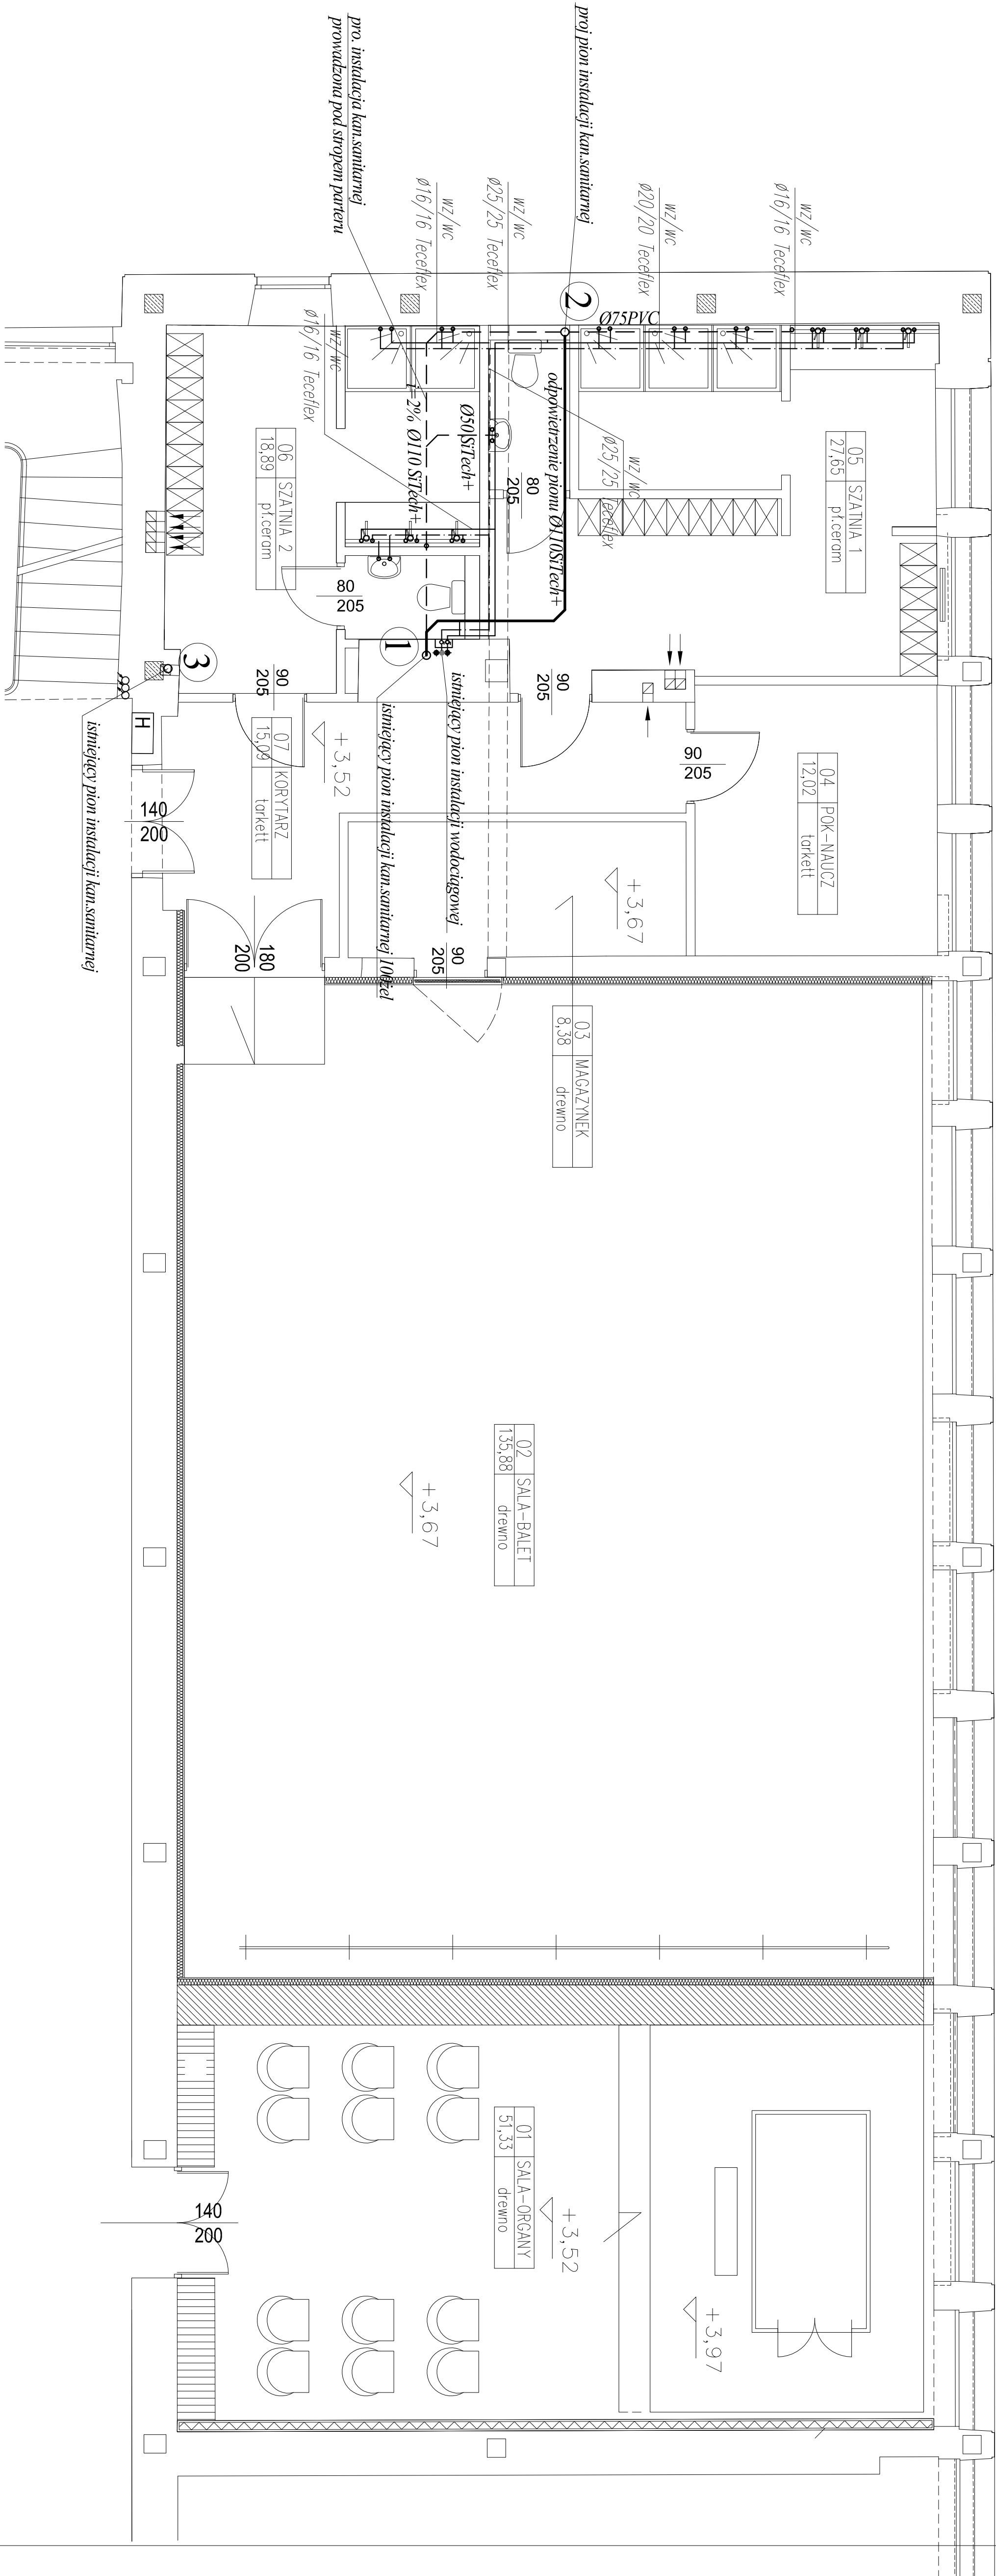 proj pion instalacji kan.sanitarnej
pro. instalacja kan.sanitarnej
prowadzona pod stropem parteru
wz/wc
Ø16/16 Teceflex
wz/wc
Ø20/20 Teceflex
wz/wc
Ø25/25 Teceflex
wz/wc
Ø16/16 Teceflex
wz/wc
Ø16/16 Teceflex
wz/wc
Ø25/25 Teceflex
2
Ø75PVC
odpowietrzenie pionu Ø110SiTech+
Ø50SiTech+
i=2% Ø110 SiTech+
80
205
80
205
05 SZATNIA 1
27,65 pł.ceram
06 SZATNIA 2
18,89 pł.ceram
1
3
90
205
90
205
90
205
istniejący pion instalacji wodociągowej
istniejący pion instalacji kan.sanitarnej 100żel
istniejący pion instalacji kan.sanitarnej
H
140
200
07 KORYTARZ
15,09 tarkett
+3,52
04 POK-NAUCZ
12,02 tarkett
+3,67
180
200
90
205
03 MAGAZYNEK
8,38 drewno
02 SALA-BALET
135,88 drewno
+3,67
01 SALA-ORGANY
51,33 drewno
+3,52
+3,97
140
200